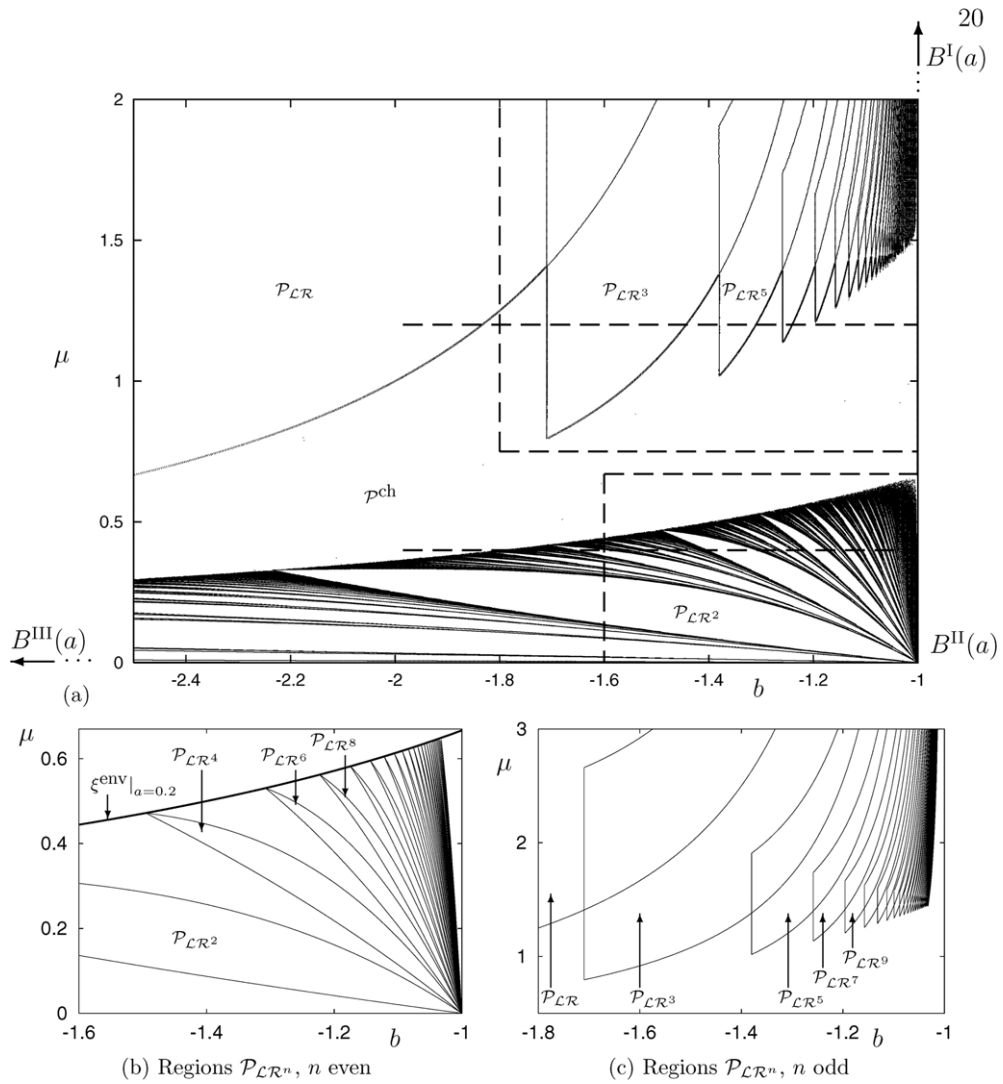 20
B^I(a)
2
1.5
1
0.5
0
μ
P_LR
P_LR^3
P_LR^5
P^ch
P_LR^2
B^III(a)
B^II(a)
-2.4 -2.2 -2 -1.8 -1.6 -1.4 -1.2 -1
b
(a)
μ
0.6
0.4
0.2
0
ξ^env|_a=0.2
P_LR^4
P_LR^6
P_LR^8
P_LR^2
-1.6 -1.4 -1.2 b -1
(b) Regions P_LR^n, n even
μ
3
2
1
P_LR
P_LR^3
P_LR^5
P_LR^7
P_LR^9
-1.8 -1.6 -1.4 -1.2 b -1
(c) Regions P_LR^n, n odd